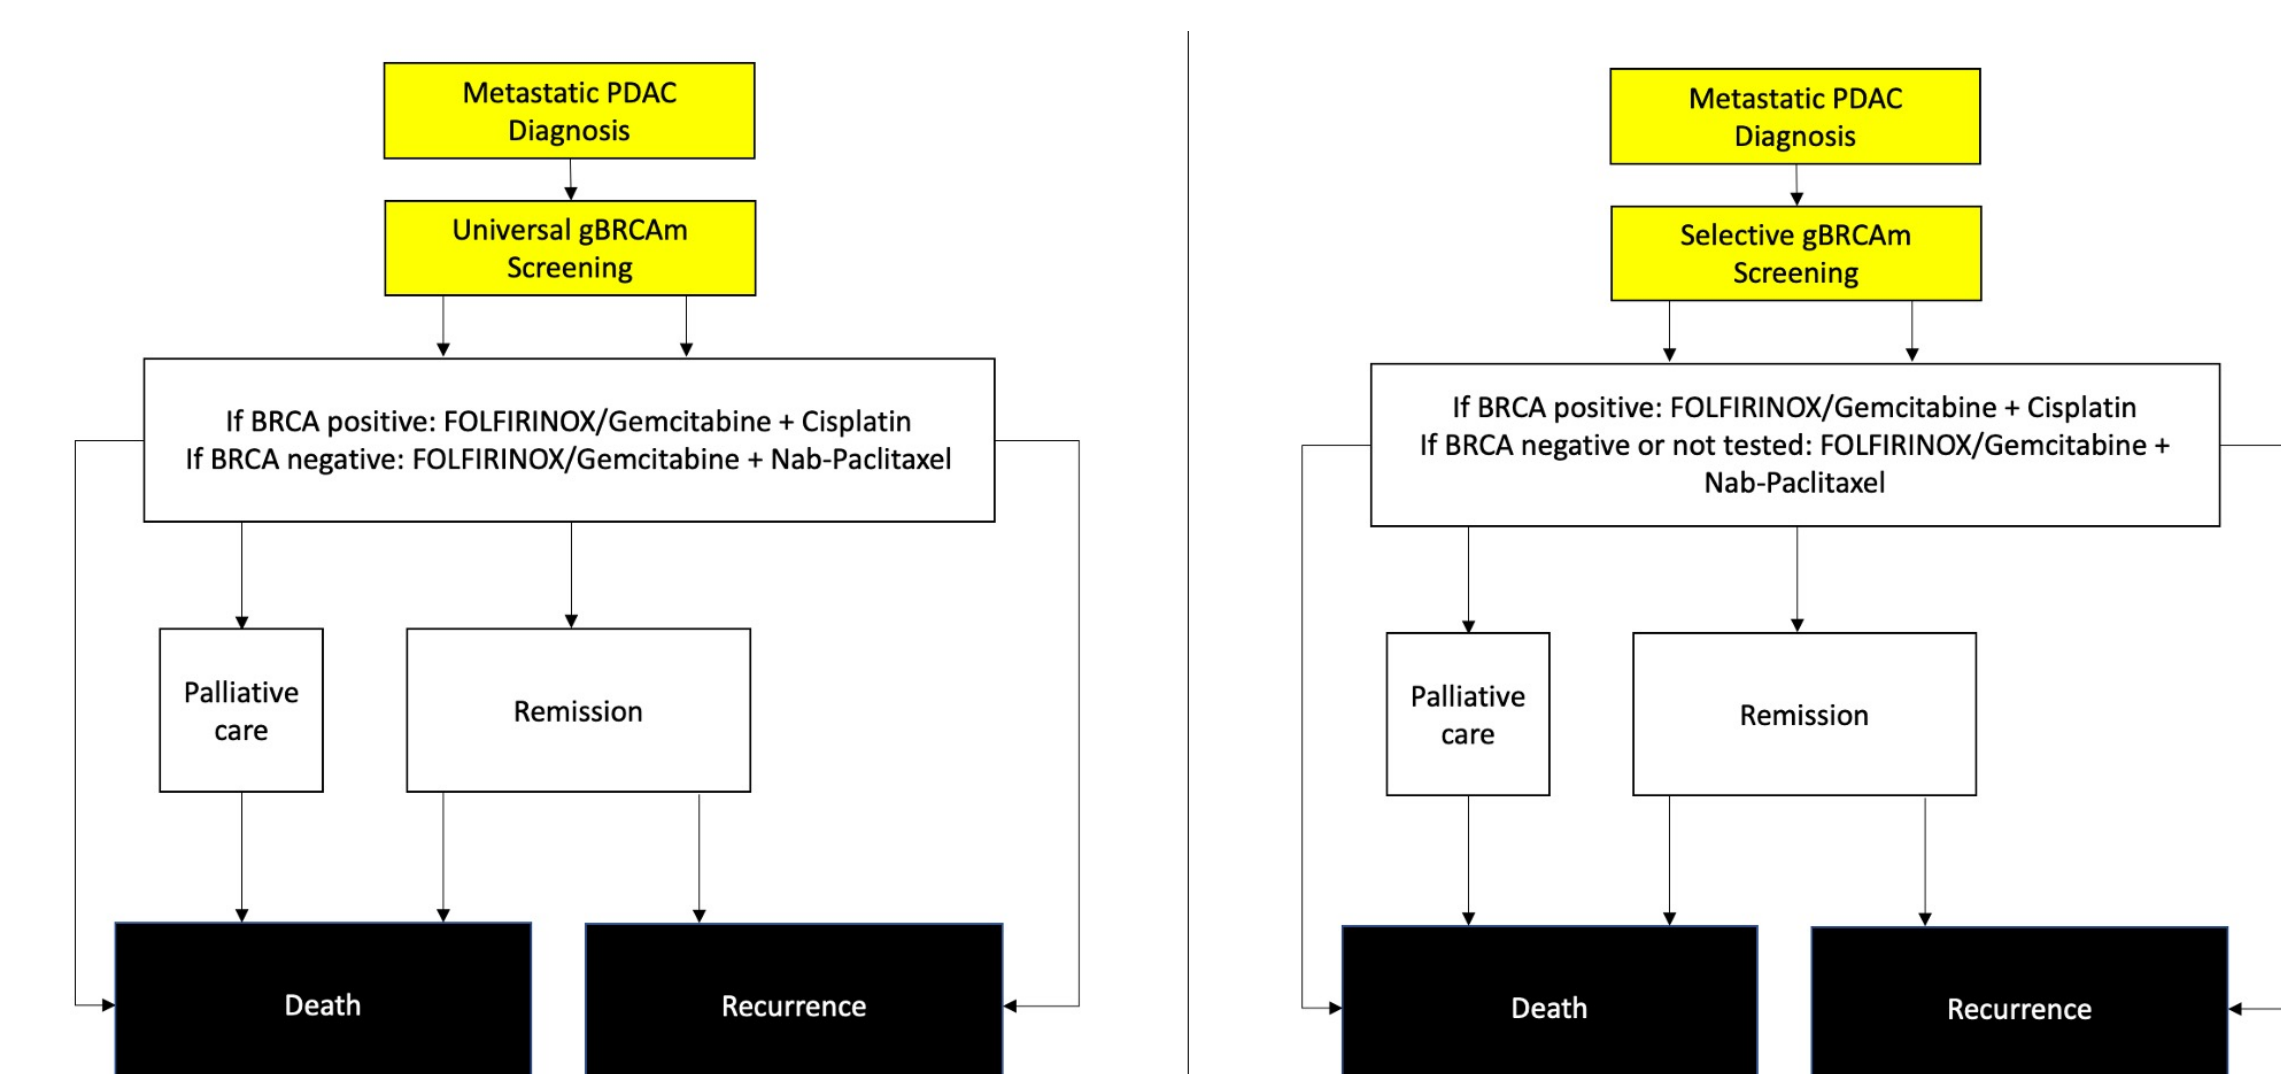 Metastatic PDAC
Diagnosis
Universal gBRCAm
Screening
If BRCA positive: FOLFIRINOX/Gemcitabine + Cisplatin
If BRCA negative: FOLFIRINOX/Gemcitabine + Nab-Paclitaxel
Palliative
care
Remission
Death
Recurrence
Metastatic PDAC
Diagnosis
Selective gBRCAm
Screening
If BRCA positive: FOLFIRINOX/Gemcitabine + Cisplatin
If BRCA negative or not tested: FOLFIRINOX/Gemcitabine +
Nab-Paclitaxel
Palliative
care
Remission
Death
Recurrence